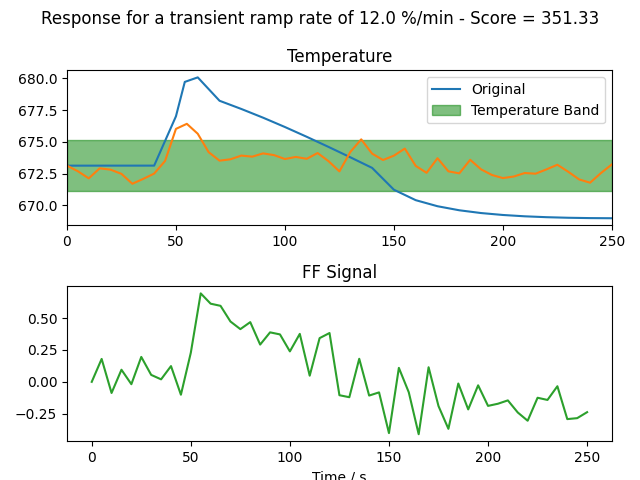 Response for a transient ramp rate of 12.0 %/min - Score = 351.33
Temperature
680.0
677.5
675.0
672.5
670.0
Original
Temperature Band
0 50 100 150 200 250
FF Signal
0.50
0.25
0.00
−0.25
0 50 100 150 200 250
Time / s